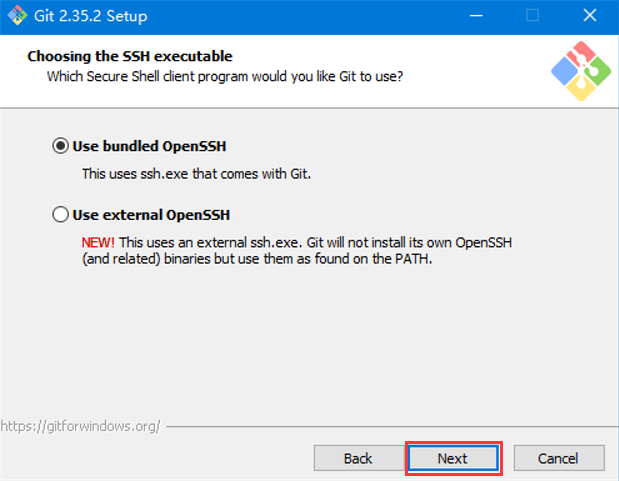 Git 2.35.2 Setup
Choosing the SSH executable
Which Secure Shell client program would you like Git to use?
Use bundled OpenSSH
This uses ssh.exe that comes with Git.
Use external OpenSSH
NEW! This uses an external ssh.exe. Git will not install its own OpenSSH
(and related) binaries but use them as found on the PATH.
https://gitforwindows.org/
Back
Next
Cancel